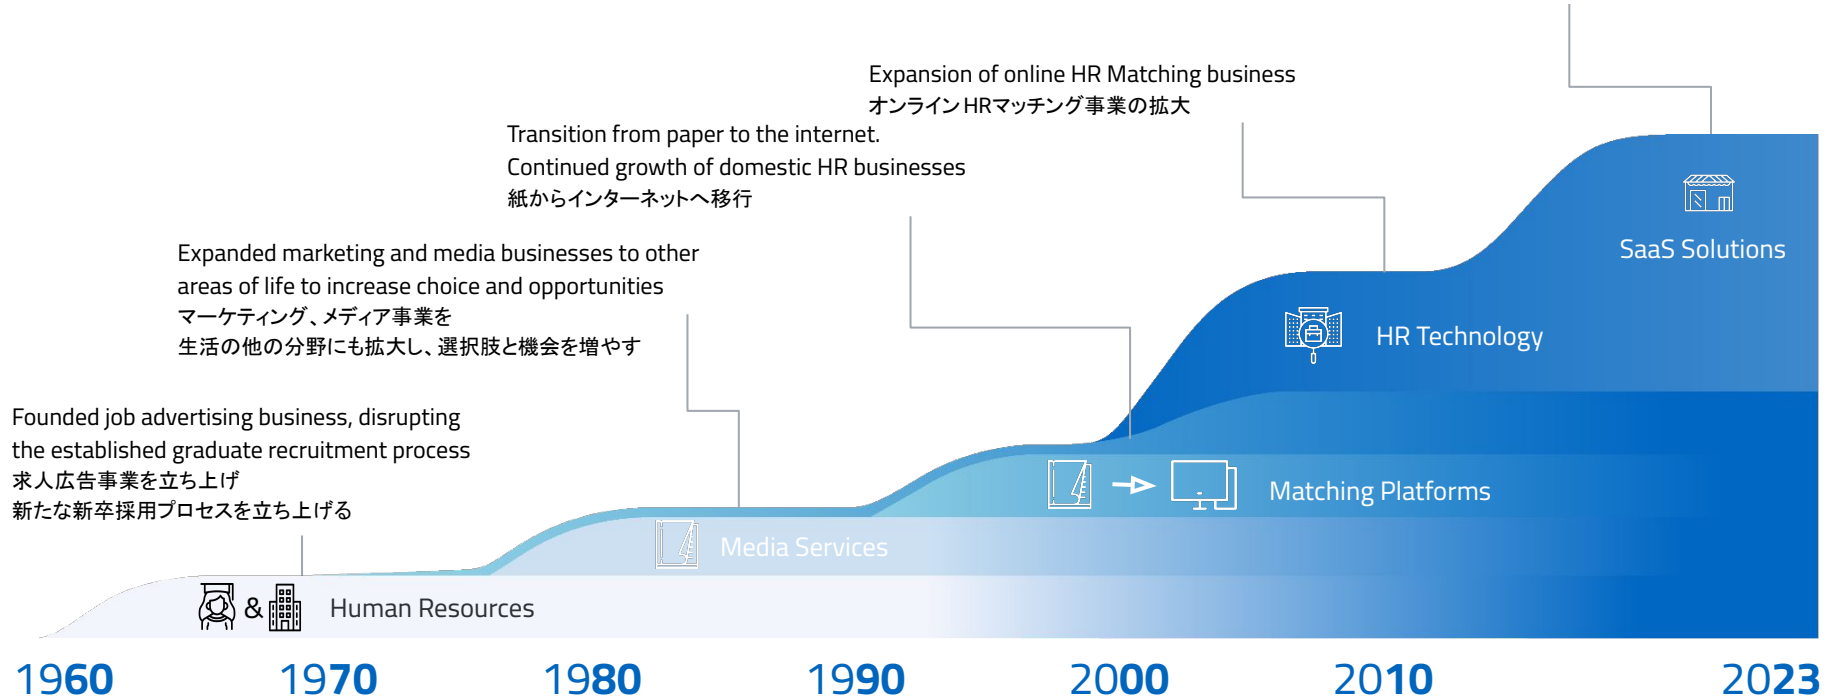 Expansion of online HR Matching business
オンラインHRマッチング事業の拡大
Transition from paper to the internet.
Continued growth of domestic HR businesses
紙からインターネットへ移行
Expanded marketing and media businesses to other
areas of life to increase choice and opportunities
マーケティング、メディア事業を
生活の他の分野にも拡大し、選択肢と機会を増やす
Founded job advertising business, disrupting
the established graduate recruitment process
求人広告事業を立ち上げ
新たな新卒採用プロセスを立ち上げる
SaaS Solutions
HR Technology
Matching Platforms
Media Services
& Human Resources
1960 1970 1980 1990 2000 2010 2023